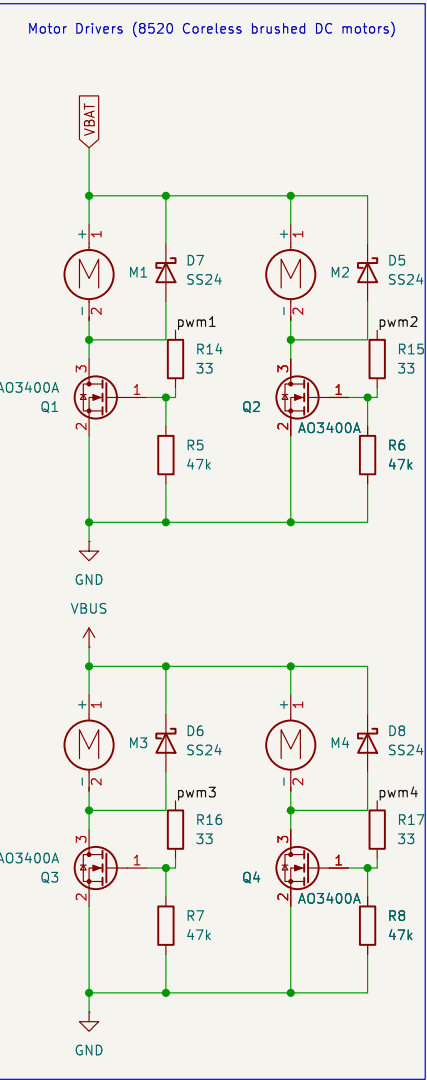 Motor Drivers (8520 Coreless brushed DC motors)
VBAT
+ 1
+ 1
M M1
D7
SS24
M M2
D5
SS24
- 2
- 2
pwm1
pwm2
3
R14
33
3
R15
33
AO3400A
Q1
1
Q2
1
AO3400A
2
2
R5
47k
R6
47k
GND
VBUS
+ 1
+ 1
M M3
D6
SS24
M M4
D8
SS24
- 2
- 2
pwm3
pwm4
3
R16
33
3
R17
33
AO3400A
Q3
1
Q4
1
AO3400A
2
2
R7
47k
R8
47k
GND